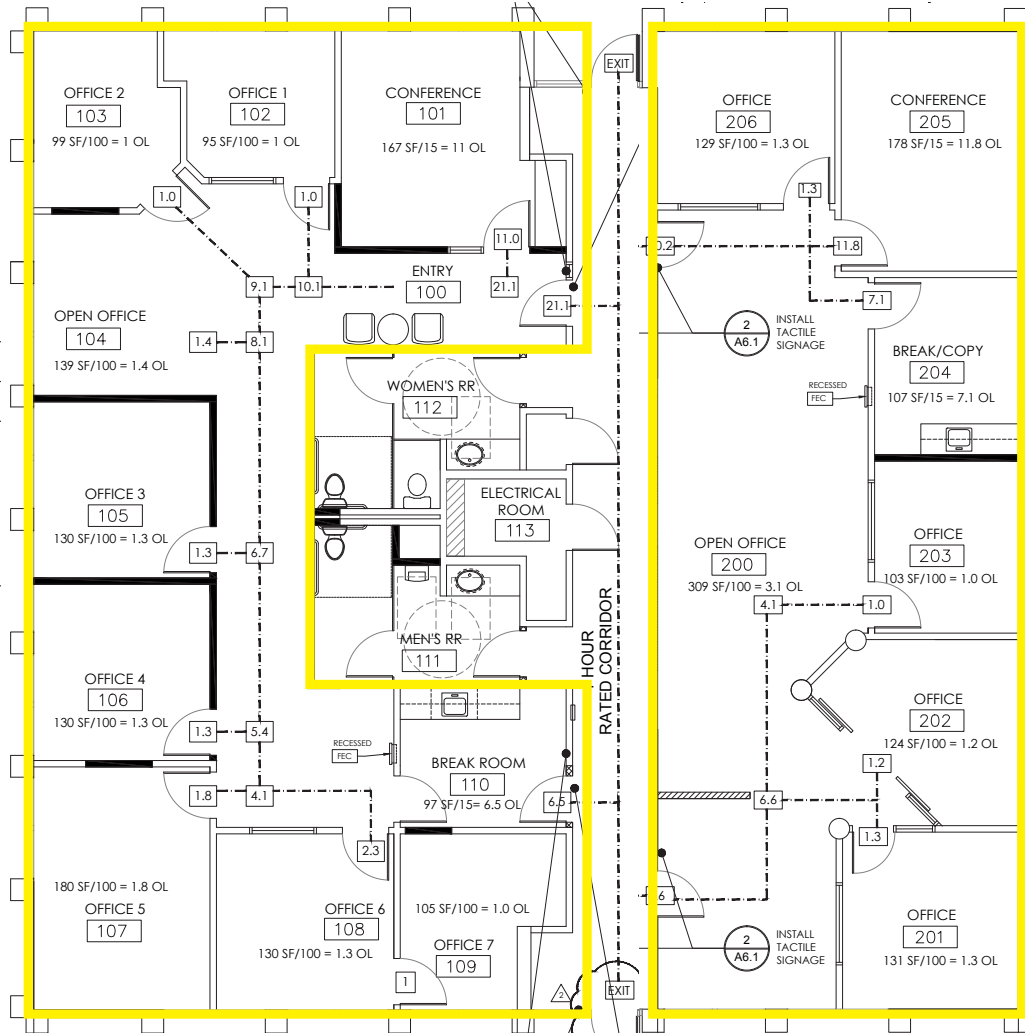 EXIT
OFFICE 2
103
99 SF/100 = 1 OL
OFFICE 1
102
95 SF/100 = 1 OL
CONFERENCE
101
167 SF/15 = 11 OL
OFFICE
206
129 SF/100 = 1.3 OL
CONFERENCE
205
178 SF/15 = 11.8 OL
1.0
1.0
11.0
1.3
11.8
ENTRY
100
9.1
10.1
21.1
21.1
7.1
OPEN OFFICE
104
139 SF/100 = 1.4 OL
1.4
8.1
2
A6.1
INSTALL
TACTILE
SIGNAGE
BREAK/COPY
204
107 SF/15 = 7.1 OL
RECESSED
FEC
WOMEN'S RR
112
OFFICE 3
105
130 SF/100 = 1.3 OL
1.3
6.7
ELECTRICAL
ROOM
113
OPEN OFFICE
200
309 SF/100 = 3.1 OL
OFFICE
203
103 SF/100 = 1.0 OL
4.1
1.0
HOUR
RATED CORRIDOR
MEN'S RR
111
OFFICE 4
106
130 SF/100 = 1.3 OL
1.3
5.4
OFFICE
202
124 SF/100 = 1.2 OL
1.2
RECESSED
FEC
BREAK ROOM
110
97 SF/15= 6.5 OL
1.8
4.1
6.5
6.6
2.3
1.3
180 SF/100 = 1.8 OL
OFFICE 5
107
OFFICE 6
108
130 SF/100 = 1.3 OL
105 SF/100 = 1.0 OL
OFFICE 7
109
1
2
A6.1
INSTALL
TACTILE
SIGNAGE
OFFICE
201
131 SF/100 = 1.3 OL
2
EXIT